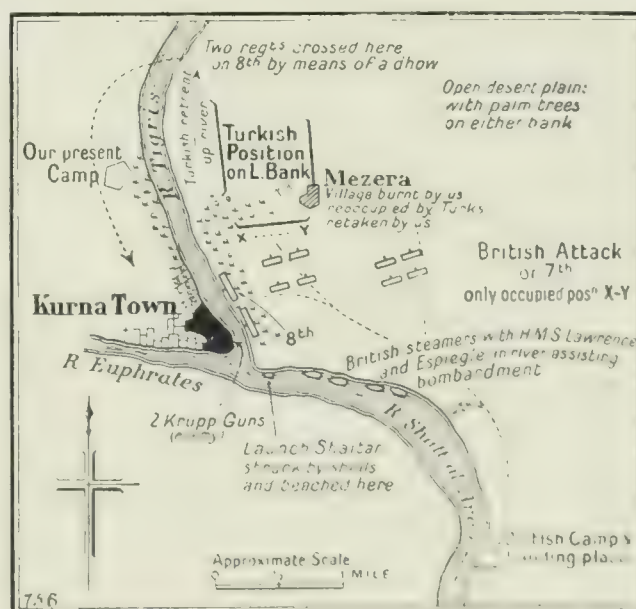 Two regts crossed here
on 8th by means of a dhow
Open desert plain:
with palm trees
on either bank
R Tigris
Turkish retreat
up river
Turkish
Position
on L. Bank
Our present
Camp
Mezera
Village burnt by us
reoccupied by Turks
retaken by us
X Y
British Attack
7th
only occupied posn X-Y
Kurna Town
8th
British steamers with H.M.S Lawrence
and Espiegle in river assisting
bombardment
R Euphrates
R Shatt al
2 Krupp Guns
Launch Shaitan
struck by shells
and beached here
Camp
Approximate Scale
MILE
756